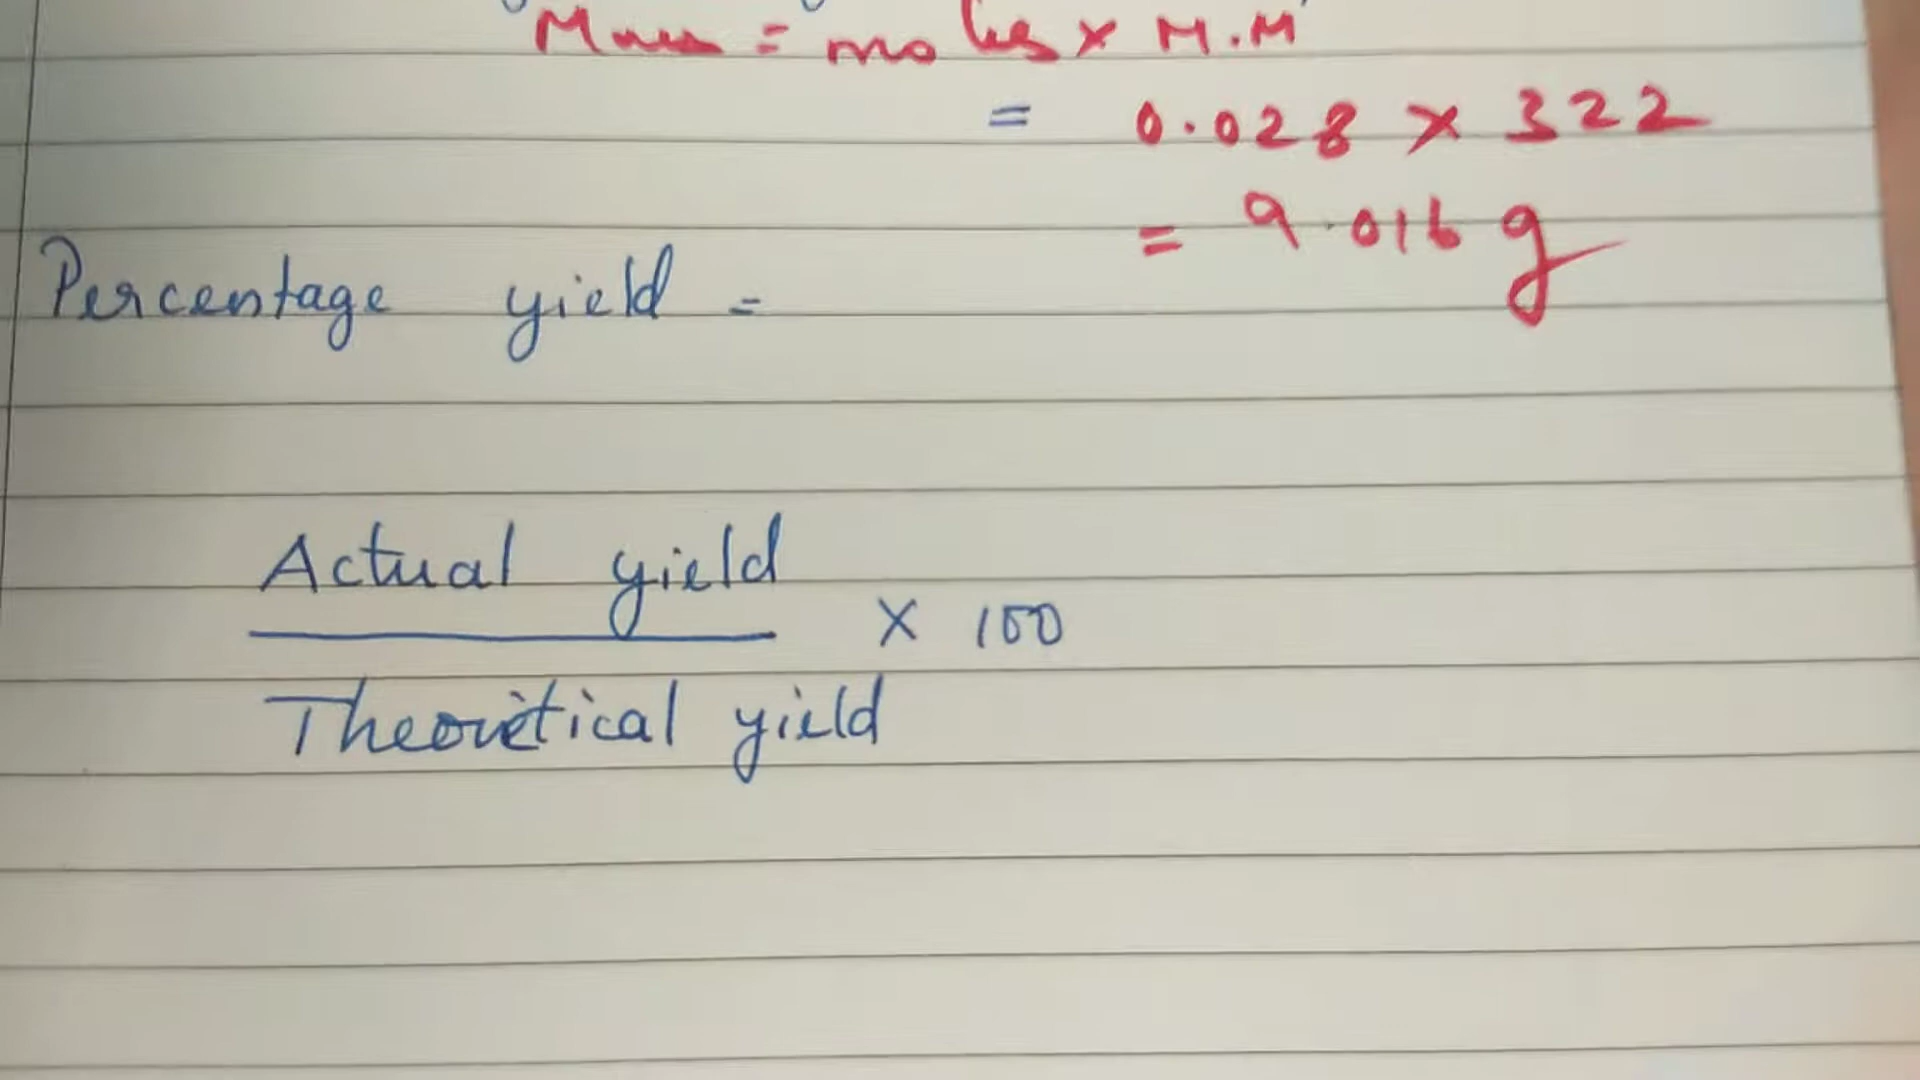 Mass = moles x M.M
= 0.028 x 322
= 9.016 g
Percentage yield =
Actual yield
x 100
Theoretical yield